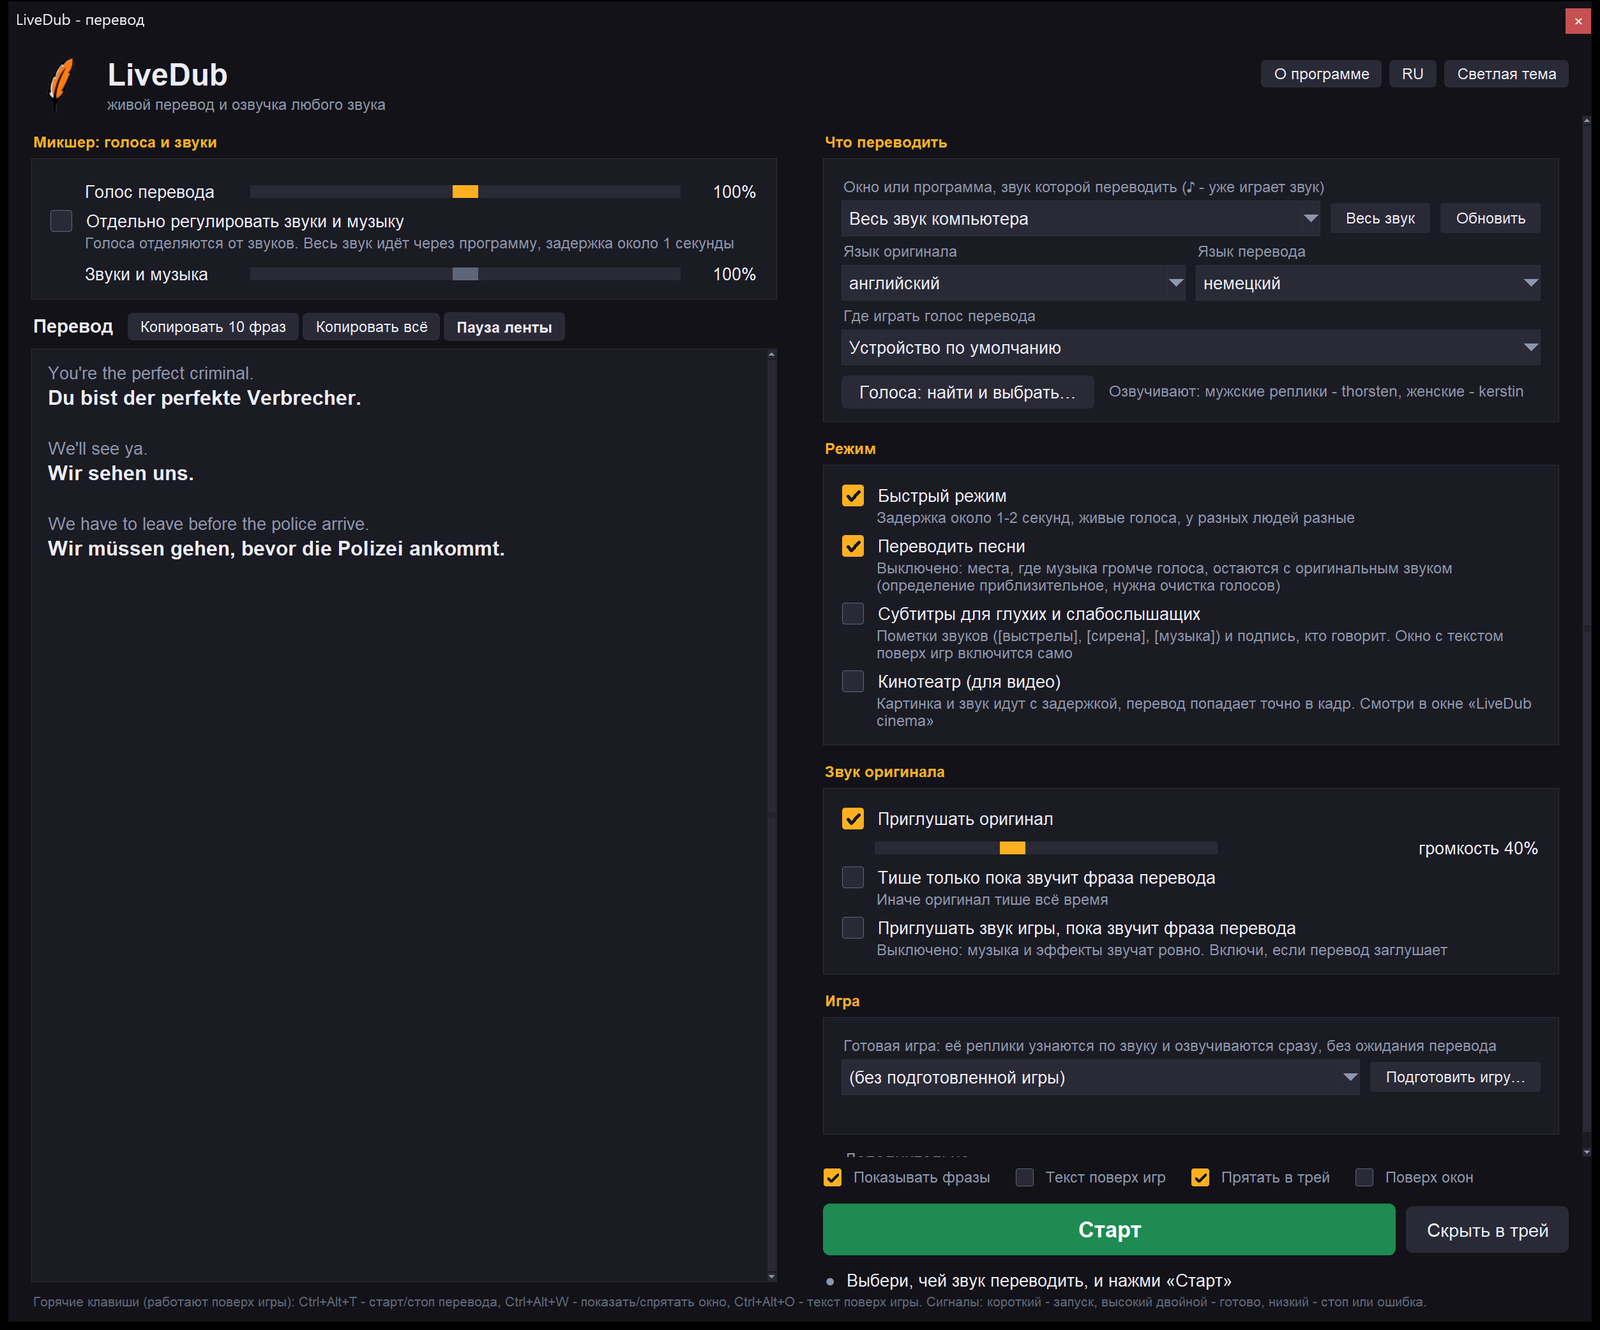 LiveDub - перевод
LiveDub
живой перевод и озвучка любого звука
О программе
RU
Светлая тема
Микшер: голоса и звуки
Голос перевода
100%
Отдельно регулировать звуки и музыку
Голоса отделяются от звуков. Весь звук идёт через программу, задержка около 1 секунды
Звуки и музыка
100%
Перевод
Копировать 10 фраз
Копировать всё
Пауза ленты
You're the perfect criminal.
Du bist der perfekte Verbrecher.
We'll see ya.
Wir sehen uns.
We have to leave before the police arrive.
Wir müssen gehen, bevor die Polizei ankommt.
Что переводить
Окно или программа, звук которой переводить (♪ - уже играет звук)
Весь звук компьютера
Весь звук
Обновить
Язык оригинала
Язык перевода
английский
немецкий
Где играть голос перевода
Устройство по умолчанию
Голоса: найти и выбрать...
Озвучивают: мужские реплики - thorsten, женские - kerstin
Режим
Быстрый режим
Задержка около 1-2 секунд, живые голоса, у разных людей разные
Переводить песни
Выключено: места, где музыка громче голоса, остаются с оригинальным звуком
(определение приблизительное, нужна очистка голосов)
Субтитры для глухих и слабослышащих
Пометки звуков ([выстрелы], [сирена], [музыка]) и подпись, кто говорит. Окно с текстом
поверх игр включится само
Кинотеатр (для видео)
Картинка и звук идут с задержкой, перевод попадает точно в кадр. Смотри в окне «LiveDub
cinema»
Звук оригинала
Приглушать оригинал
громкость 40%
Тише только пока звучит фраза перевода
Иначе оригинал тише всё время
Приглушать звук игры, пока звучит фраза перевода
Выключено: музыка и эффекты звучат ровно. Включи, если перевод заглушает
Игра
Готовая игра: её реплики узнаются по звуку и озвучиваются сразу, без ожидания перевода
(без подготовленной игры)
Подготовить игру...
Показывать фразы
Текст поверх игр
Прятать в трей
Поверх окон
Старт
Скрыть в трей
Выбери, чей звук переводить, и нажми «Старт»
Горячие клавиши (работают поверх игры): Ctrl+Alt+T - старт/стоп перевода, Ctrl+Alt+W - показать/спрятать окно, Ctrl+Alt+O - текст поверх игры. Сигналы: короткий - запуск, высокий двойной - готово, низкий - стоп или ошибка.